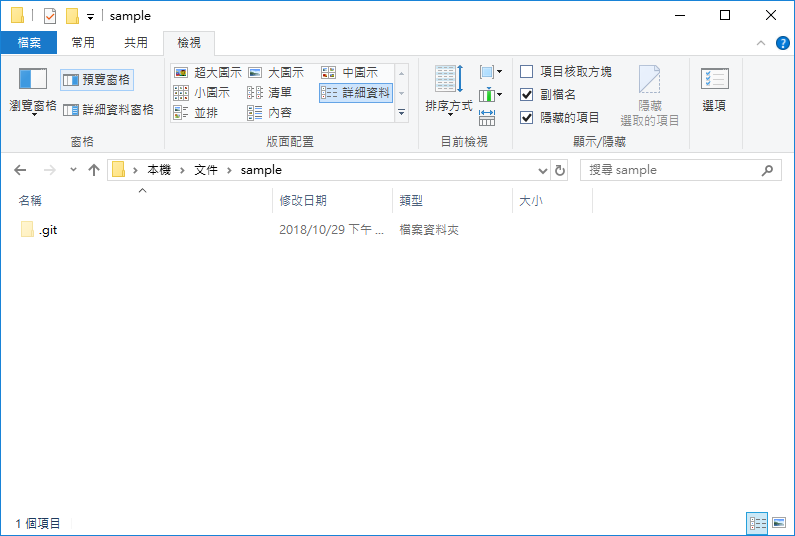 sample
檔案 常用 共用 檢視
瀏覽窗格 預覽窗格 詳細資料窗格
窗格
超大圖示 大圖示 中圖示
小圖示 清單 詳細資料
並排 內容
版面配置
排序方式
目前檢視
項目核取方塊
副檔名
隱藏的項目
隱藏
選取的項目
顯示/隱藏
選項
本機 文件 sample
搜尋 sample
名稱 修改日期 類型 大小
.git 2018/10/29 下午 ... 檔案資料夾
1 個項目